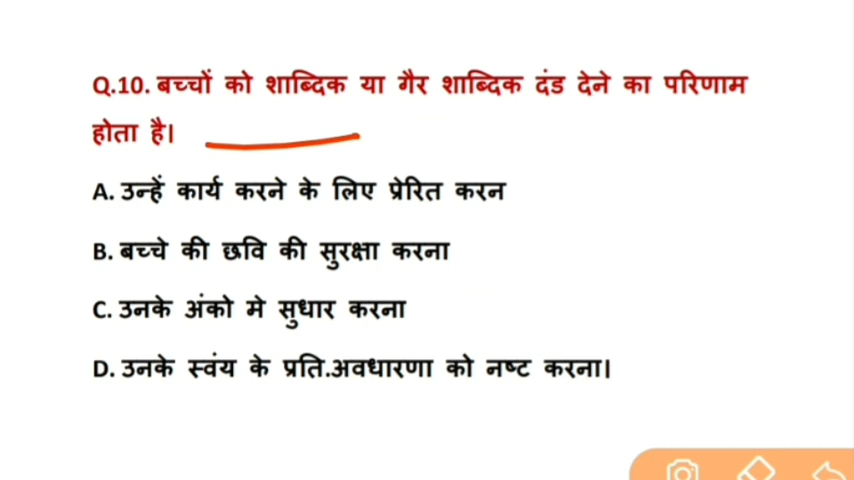 Q.10. बच्चों को शाब्दिक या गैर शाब्दिक दंड देने का परिणाम
होता है।
A. उन्हें कार्य करने के लिए प्रेरित करन
B. बच्चे की छवि की सुरक्षा करना
C. उनके अंको मे सुधार करना
D. उनके स्वंय के प्रति.अवधारणा को नष्ट करना।